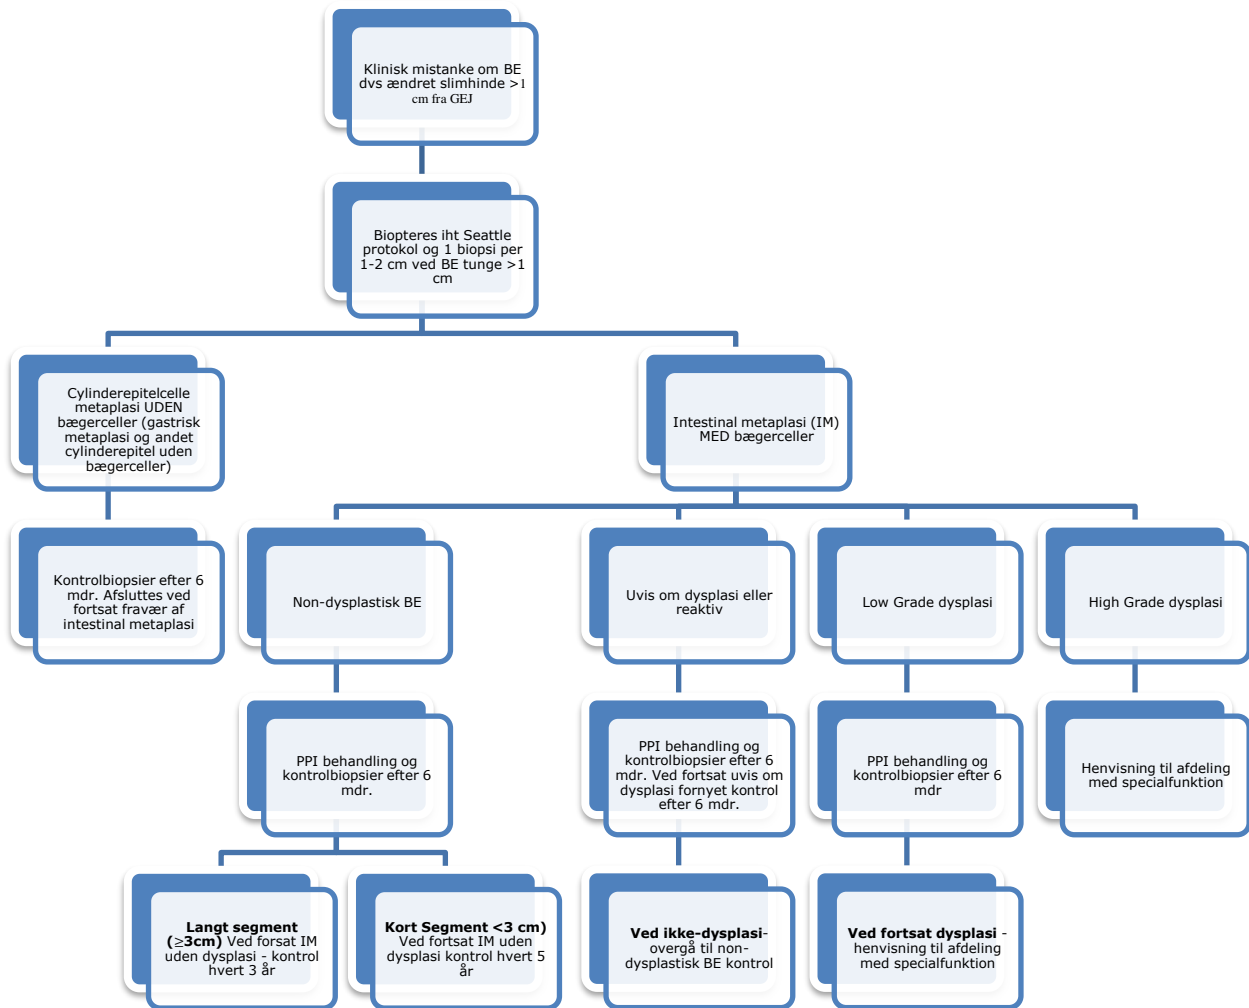 Klinisk mistanke om BE
dvs ændret slimhinde >1
cm fra GEJ
Biopteres iht Seattle
protokol og 1 biopsi per
1-2 cm ved BE tunge >1
cm
Cylinderepitelcelle
metaplasi UDEN
bægerceller (gastrisk
metaplasi og andet
cylinderepitel uden
bægerceller)
Intestinal metaplasi (IM)
MED bægerceller
Kontrolbiopsier efter 6
mdr. Afsluttes ved
fortsat fravær af
intestinal metaplasi
Non-dysplastisk BE
Uvis om dysplasi eller
reaktiv
Low Grade dysplasi
High Grade dysplasi
PPI behandling og
kontrolbiopsier efter 6
mdr.
PPI behandling og
kontrolbiopsier efter 6
mdr. Ved fortsat uvis om
dysplasi fornyet kontrol
efter 6 mdr.
PPI behandling og
kontrolbiopsier efter 6
mdr
Henvisning til afdeling
med specialfunktion
Langt segment
(≥3cm) Ved forsat IM
uden dysplasi - kontrol
hvert 3 år
Kort Segment <3 cm)
Ved fortsat IM uden
dysplasi kontrol hvert 5
år
Ved ikke-dysplasi-
overgå til non-
dysplastisk BE kontrol
Ved fortsat dysplasi -
henvisning til afdeling
med specialfunktion